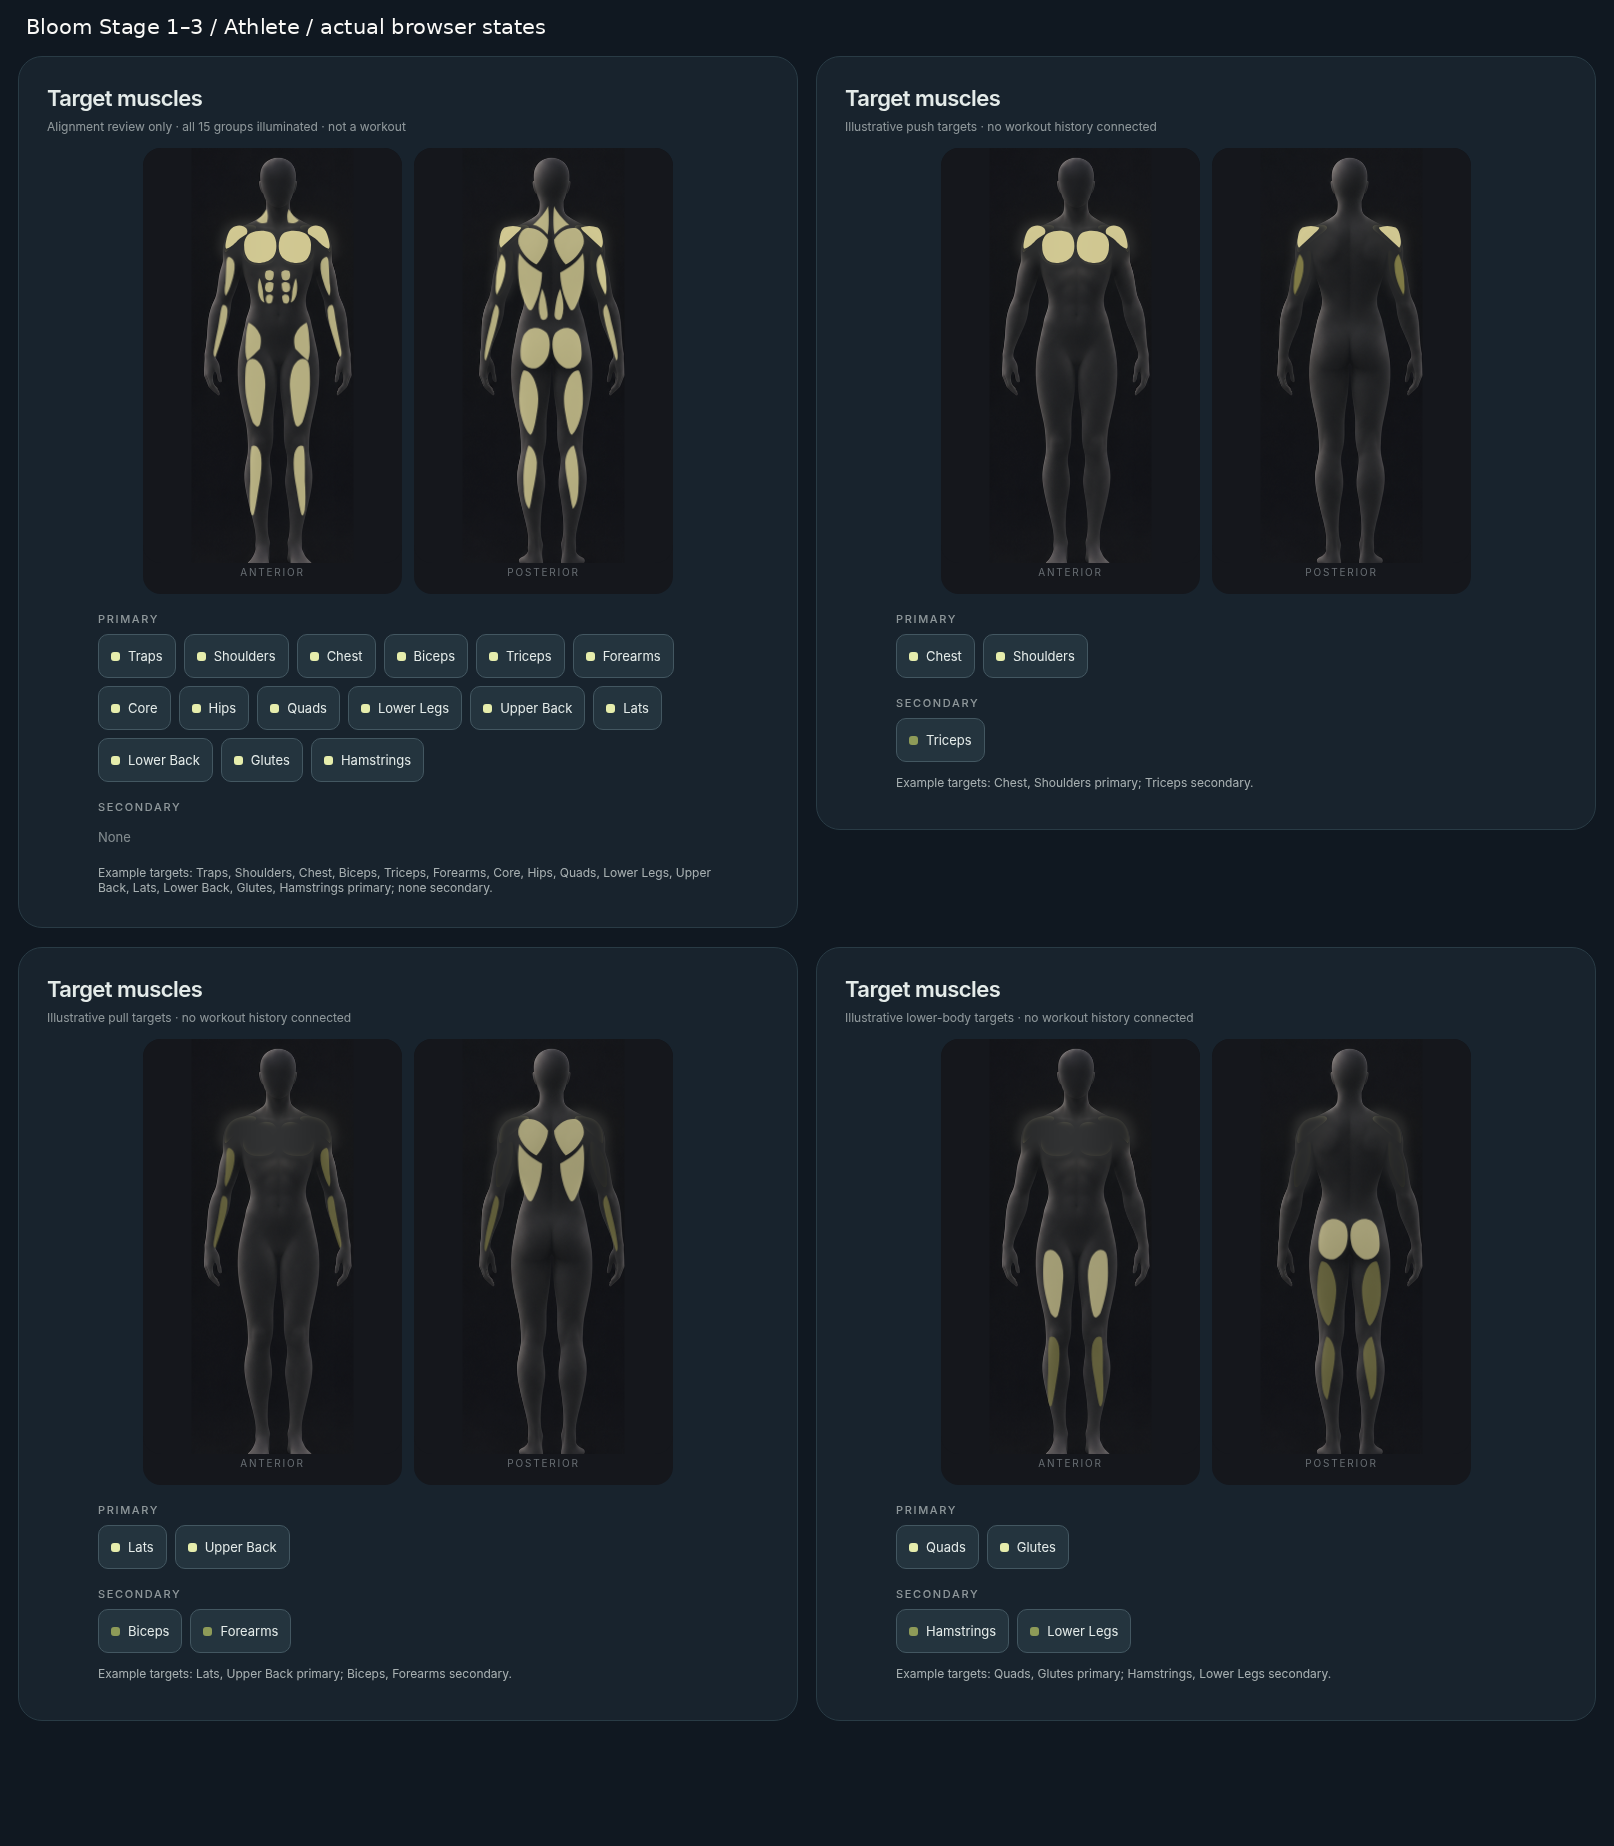 Bloom Stage 1–3 / Athlete / actual browser states
Target muscles
Alignment review only · all 15 groups illuminated · not a workout
ANTERIOR
POSTERIOR
PRIMARY
Traps
Shoulders
Chest
Biceps
Triceps
Forearms
Core
Hips
Quads
Lower Legs
Upper Back
Lats
Lower Back
Glutes
Hamstrings
SECONDARY
None
Example targets: Traps, Shoulders, Chest, Biceps, Triceps, Forearms, Core, Hips, Quads, Lower Legs, Upper
Back, Lats, Lower Back, Glutes, Hamstrings primary; none secondary.
Target muscles
Illustrative push targets · no workout history connected
ANTERIOR
POSTERIOR
PRIMARY
Chest
Shoulders
SECONDARY
Triceps
Example targets: Chest, Shoulders primary; Triceps secondary.
Target muscles
Illustrative pull targets · no workout history connected
ANTERIOR
POSTERIOR
PRIMARY
Lats
Upper Back
SECONDARY
Biceps
Forearms
Example targets: Lats, Upper Back primary; Biceps, Forearms secondary.
Target muscles
Illustrative lower-body targets · no workout history connected
ANTERIOR
POSTERIOR
PRIMARY
Quads
Glutes
SECONDARY
Hamstrings
Lower Legs
Example targets: Quads, Glutes primary; Hamstrings, Lower Legs secondary.